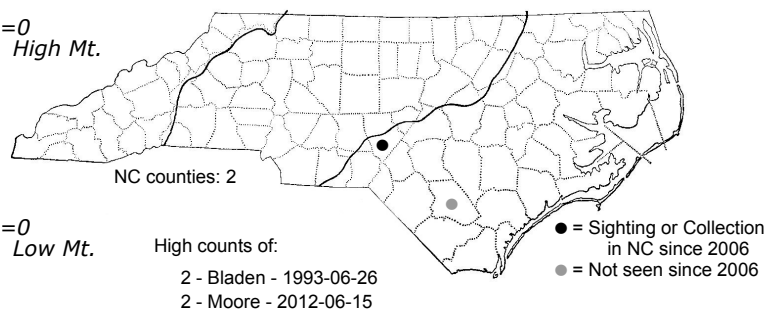 =0
High Mt.
NC counties: 2
=0
Low Mt.
High counts of:
2 - Bladen - 1993-06-26
2 - Moore - 2012-06-15
● = Sighting or Collection
in NC since 2006
● = Not seen since 2006